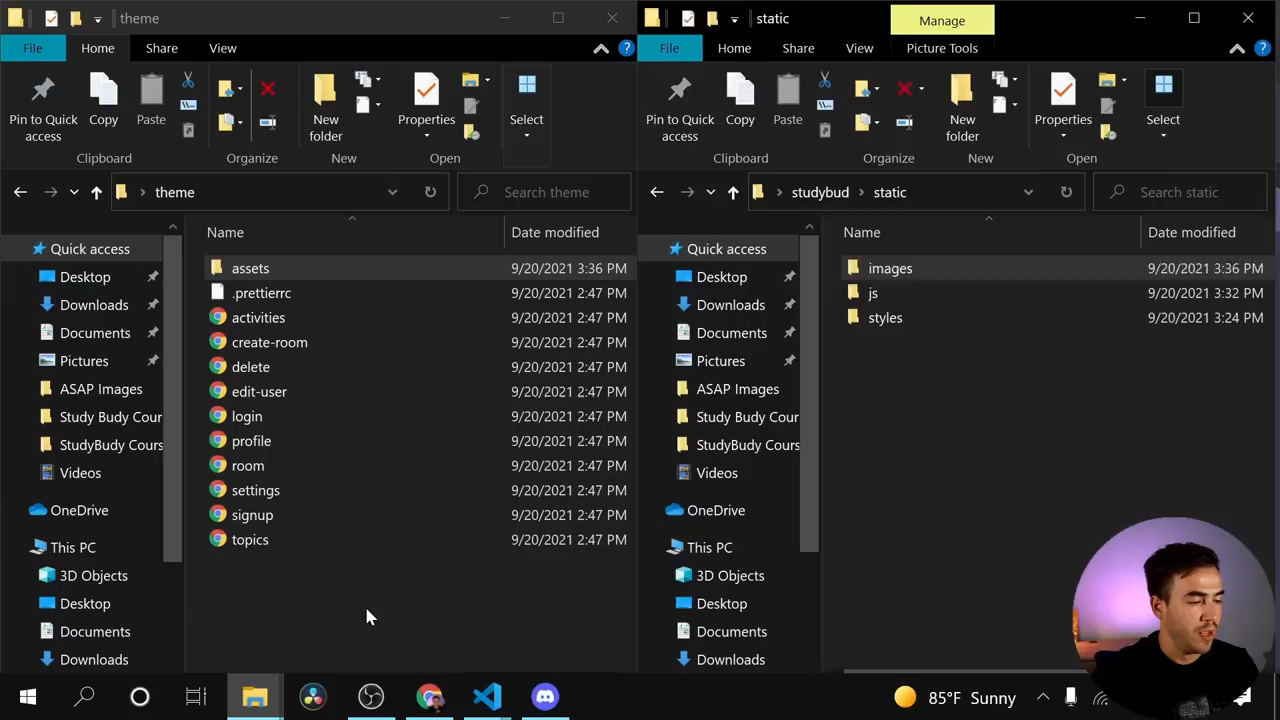 theme
File
Home
Share
View
Pin to Quick
access
Copy
Paste
Clipboard
Organize
New
folder
New
Properties
Open
Select
theme
Search theme
Name
Date modified
Quick access
Desktop
Downloads
Documents
Pictures
ASAP Images
Study Budy Cour
StudyBudy Cours
Videos
OneDrive
This PC
3D Objects
Desktop
Documents
Downloads
assets 9/20/2021 3:36 PM
.prettierrc 9/20/2021 2:47 PM
activities 9/20/2021 2:47 PM
create-room 9/20/2021 2:47 PM
delete 9/20/2021 2:47 PM
edit-user 9/20/2021 2:47 PM
login 9/20/2021 2:47 PM
profile 9/20/2021 2:47 PM
room 9/20/2021 2:47 PM
settings 9/20/2021 2:47 PM
signup 9/20/2021 2:47 PM
topics 9/20/2021 2:47 PM
static
Manage
File
Home
Share
View
Picture Tools
Pin to Quick
access
Copy
Paste
Clipboard
Organize
New
folder
New
Properties
Open
Select
studybud
static
Search static
Name
Date modified
Quick access
Desktop
Downloads
Documents
Pictures
ASAP Images
Study Budy Cour
StudyBudy Cours
Videos
OneDrive
This PC
3D Objects
Desktop
Documents
Downloads
images 9/20/2021 3:36 PM
js 9/20/2021 3:32 PM
styles 9/20/2021 3:24 PM
85°F Sunny